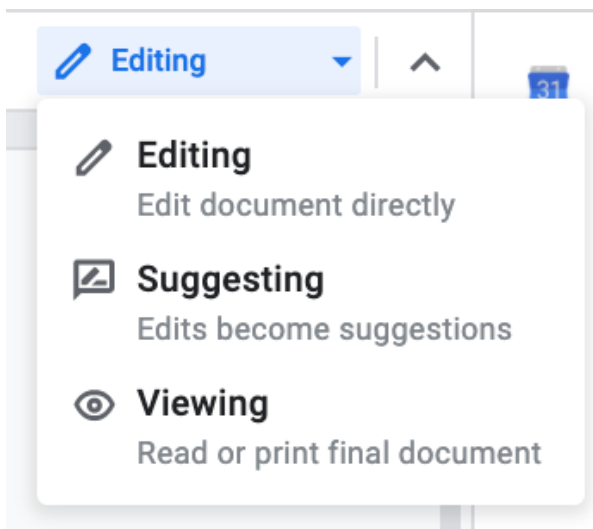 Editing
31
Editing
Edit document directly
Suggesting
Edits become suggestions
Viewing
Read or print final document